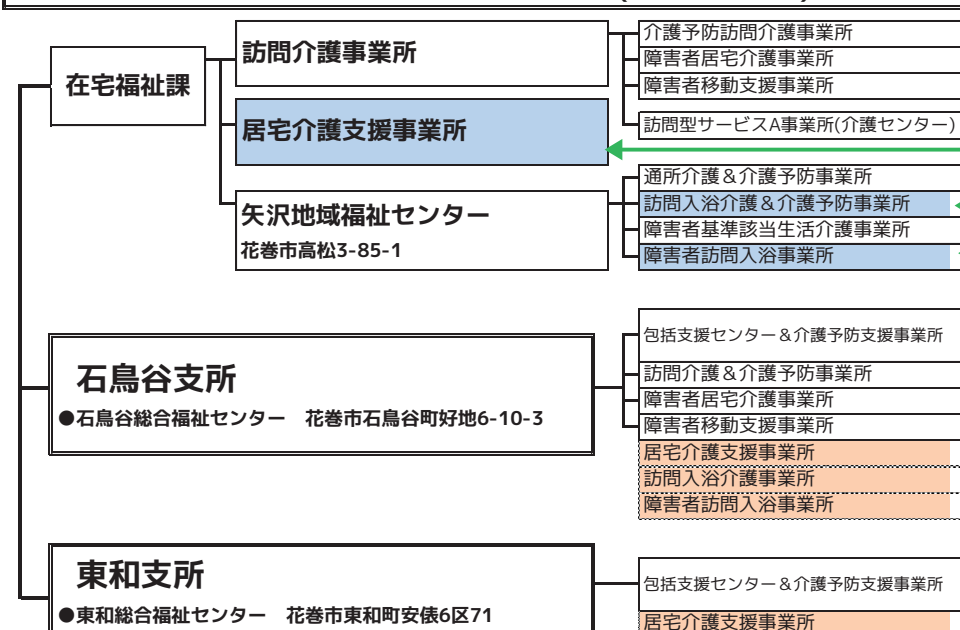 在宅福祉課
訪問介護事業所
介護予防訪問介護事業所
障害者居宅介護事業所
障害者移動支援事業所
訪問型サービスA事業所(介護センター)
居宅介護支援事業所
矢沢地域福祉センター
花巻市高松3-85-1
通所介護&介護予防事業所
訪問入浴介護&介護予防事業所
障害者基準該当生活介護事業所
障害者訪問入浴事業所
石鳥谷支所
●石鳥谷総合福祉センター　花巻市石鳥谷町好地6-10-3
包括支援センター&介護予防支援事業所
訪問介護&介護予防事業所
障害者居宅介護事業所
障害者移動支援事業所
居宅介護支援事業所
訪問入浴介護事業所
障害者訪問入浴事業所
東和支所
●東和総合福祉センター　花巻市東和町安俵6区71
包括支援センター&介護予防支援事業所
居宅介護支援事業所